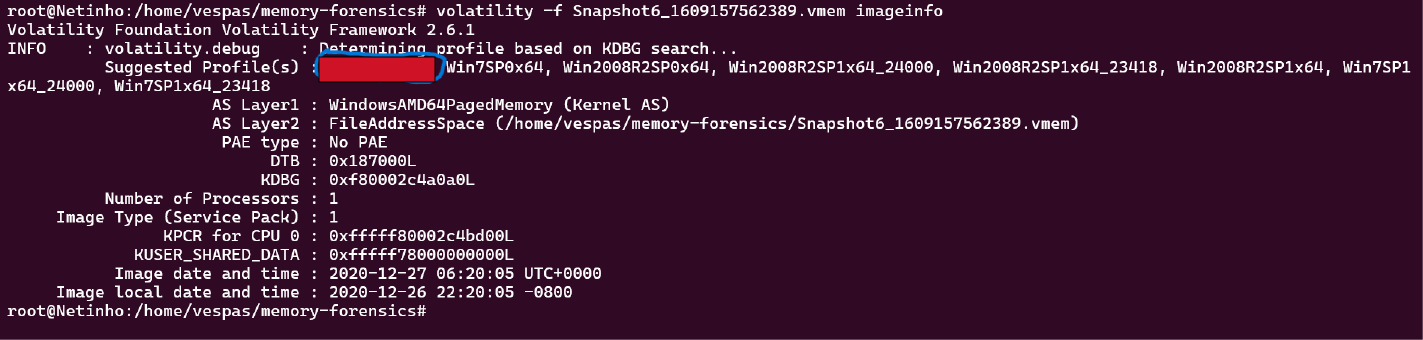 root@Netinho:/home/vespas/memory-forensics# volatility -f Snapshot6_1609157562389.vmem imageinfo
Volatility Foundation Volatility Framework 2.6.1
INFO    : volatility.debug    : Determining profile based on KDBG search...
          Suggested Profile(s) : Win7SP0x64, Win2008R2SP0x64, Win2008R2SP1x64_24000, Win2008R2SP1x64_23418, Win2008R2SP1x64, Win7SP1
x64_24000, Win7SP1x64_23418
                     AS Layer1 : WindowsAMD64PagedMemory (Kernel AS)
                     AS Layer2 : FileAddressSpace (/home/vespas/memory-forensics/Snapshot6_1609157562389.vmem)
                      PAE type : No PAE
                           DTB : 0x187000L
                          KDBG : 0xf80002c4a0a0L
          Number of Processors : 1
     Image Type (Service Pack) : 1
                KPCR for CPU 0 : 0xfffff80002c4bd00L
             KUSER_SHARED_DATA : 0xfffff78000000000L
           Image date and time : 2020-12-27 06:20:05 UTC+0000
     Image local date and time : 2020-12-26 22:20:05 -0800
root@Netinho:/home/vespas/memory-forensics#